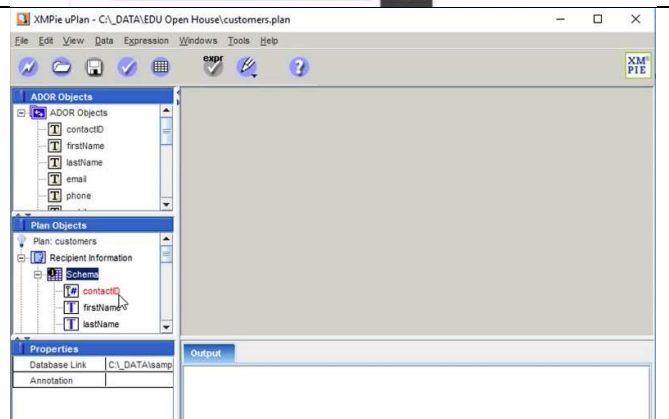 XMPie uPlan - C:\_DATA\EDU Open House\customers.plan
File Edit View Data Expression Windows Tools Help
expr
XM
PIE
ADOR Objects
ADOR Objects
T contactID
T firstName
T lastName
T email
T phone
Plan Objects
Plan: customers
Recipient Information
Schema
T# contactID
T firstName
T lastName
Properties
Database Link C:\_DATA\samp
Annotation
Output